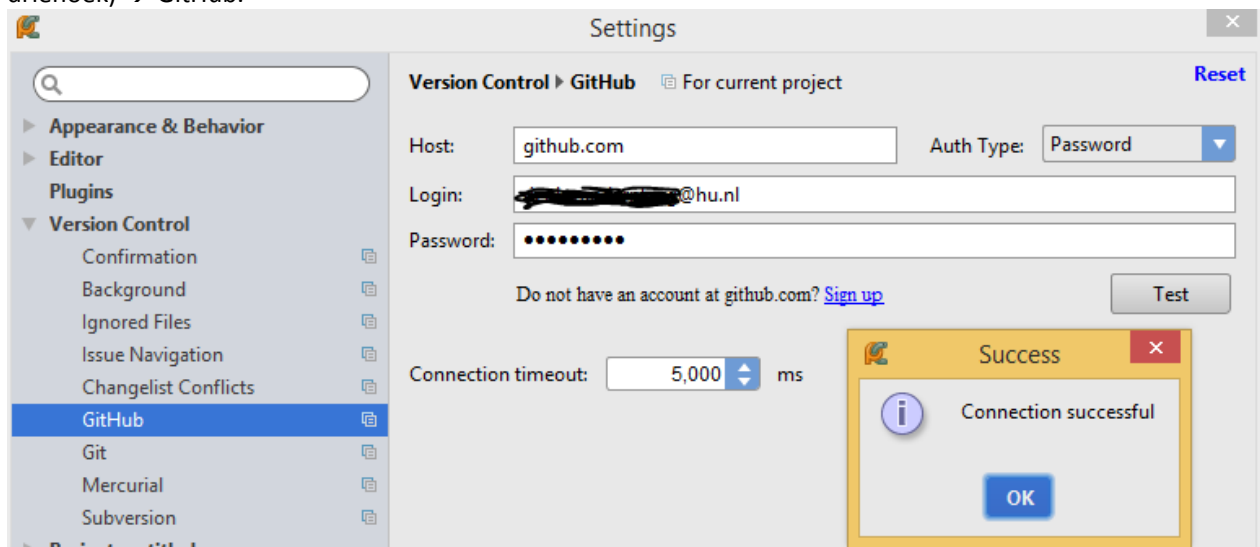 GitHub.
Settings
Version Control GitHub For current project Reset
Appearance & Behavior
Editor
Plugins
Version Control
Confirmation
Background
Ignored Files
Issue Navigation
Changelist Conflicts
GitHub
Git
Mercurial
Subversion
Host: github.com Auth Type: Password
Login: @hu.nl
Password: •••••••••
Do not have an account at github.com? Sign up Test
Connection timeout: 5,000 ms
Success
Connection successful
OK